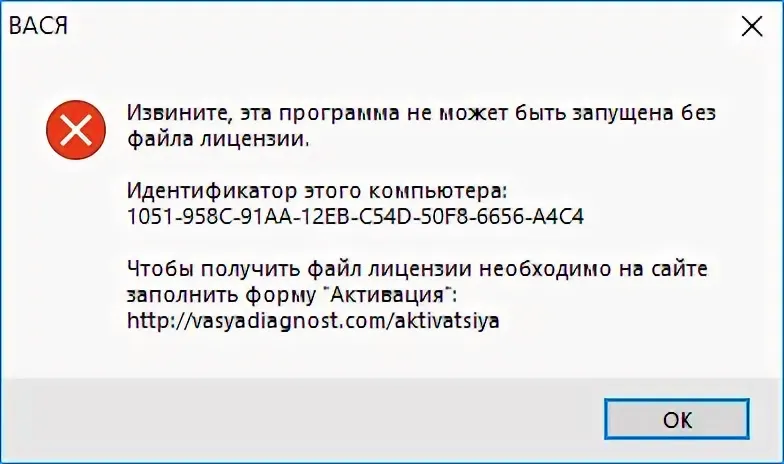 ВАСЯ
Извините, эта программа не может быть запущена без
файла лицензии.
Идентификатор этого компьютера:
1051-958C-91AA-12EB-C54D-50F8-6656-A4C4
Чтобы получить файл лицензии необходимо на сайте
заполнить форму "Активация":
http://vasyadiagnost.com/aktivatsiya
OK